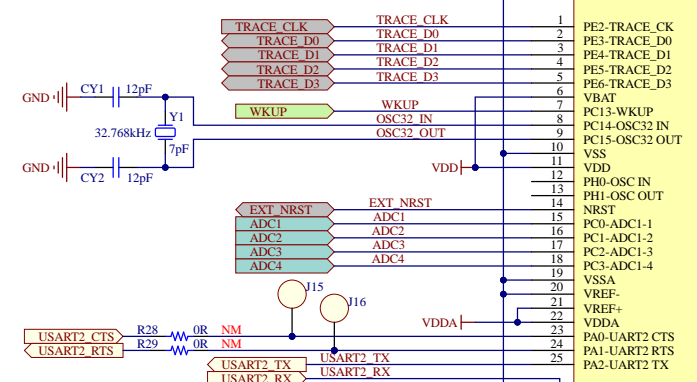 TRACE_CLK TRACE_CLK 1 PE2-TRACE_CK
TRACE_D0 TRACE_D0 2 PE3-TRACE_D0
TRACE_D1 TRACE_D1 3 PE4-TRACE_D1
TRACE_D2 TRACE_D2 4 PE5-TRACE_D2
TRACE_D3 TRACE_D3 5 PE6-TRACE_D3
GND CY1 12pF 6 VBAT
WKUP WKUP 7 PC13-WKUP
Y1 OSC32_IN 8 PC14-OSC32 IN
32.768kHz OSC32_OUT 9 PC15-OSC32 OUT
7pF 10 VSS
GND CY2 12pF VDD 11 VDD
12 PH0-OSC IN
13 PH1-OSC OUT
EXT_NRST EXT_NRST 14 NRST
ADC1 ADC1 15 PC0-ADC1-1
ADC2 ADC2 16 PC1-ADC1-2
ADC3 ADC3 17 PC2-ADC1-3
ADC4 ADC4 18 PC3-ADC1-4
19 VSSA
J15 20 VREF-
J16 21 VREF+
VDDA 22 VDDA
USART2_CTS R28 0R NM 23 PA0-UART2 CTS
USART2_RTS R29 0R NM 24 PA1-UART2 RTS
USART2_TX USART2_TX 25 PA2-UART2 TX
USART2_RX USART2_RX